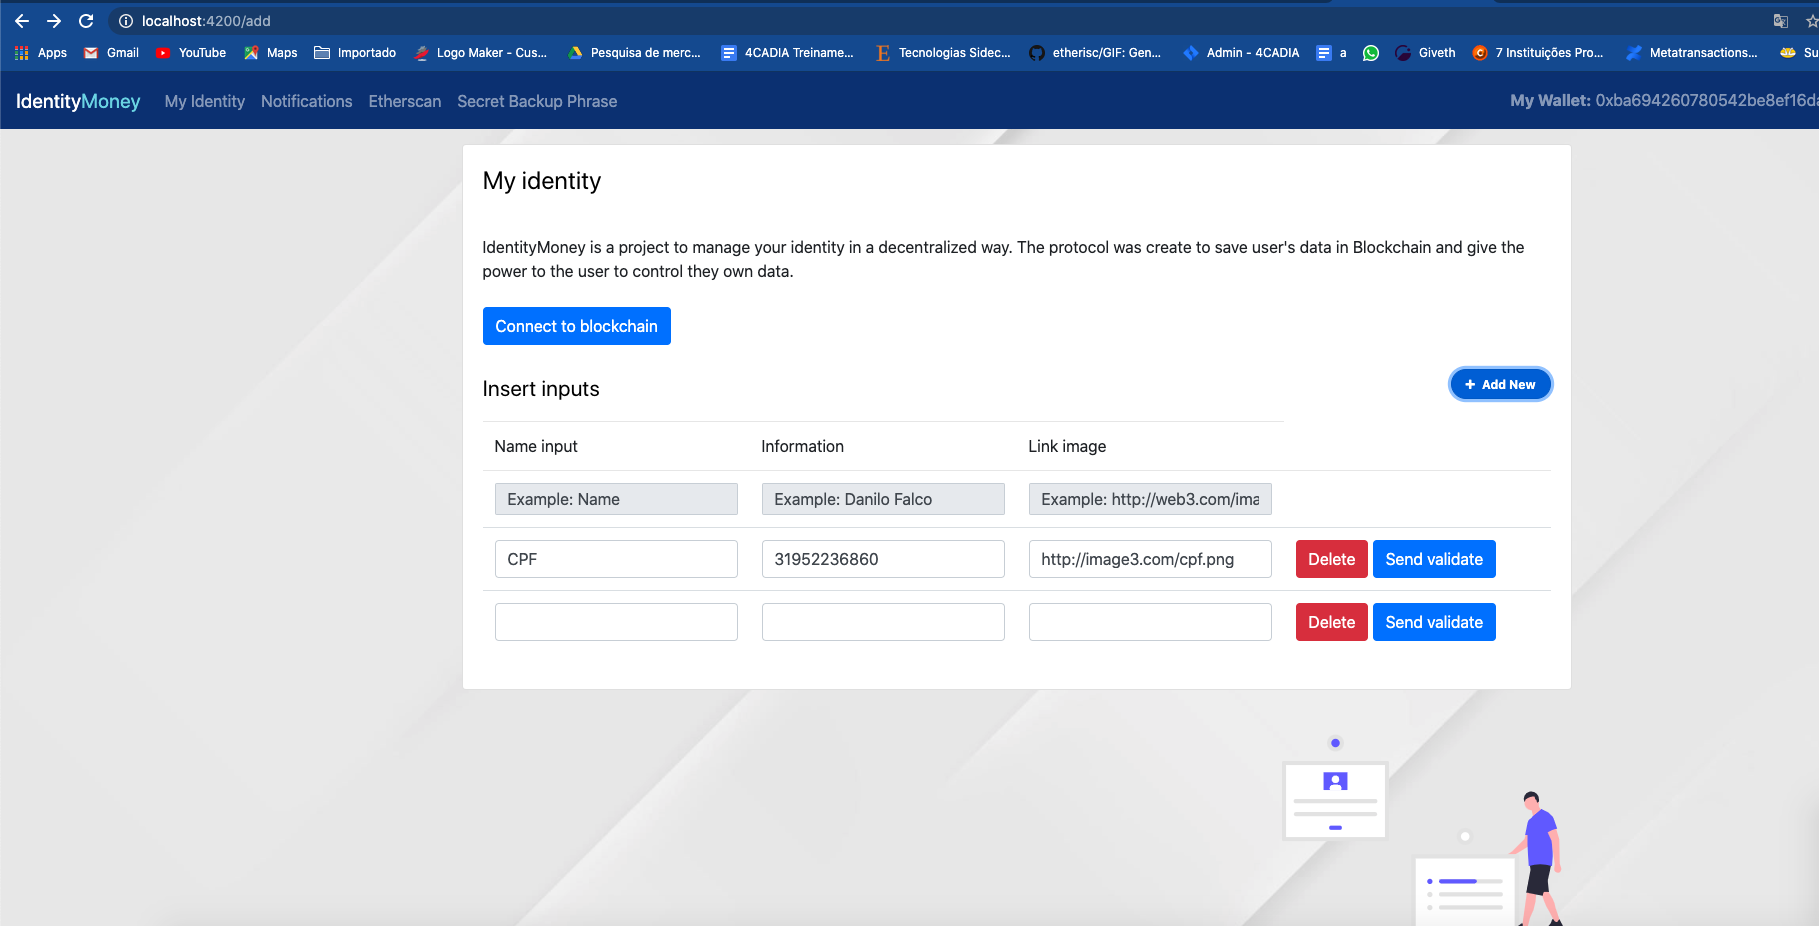 localhost:4200/add
Apps Gmail YouTube Maps Importado Logo Maker - Cus... Pesquisa de merc... 4CADIA Treiname... Tecnologias Sidec... etherisc/GIF: Gen... Admin - 4CADIA a Giveth 7 Instituições Pro... Metatransactions... Su
IdentityMoney My Identity Notifications Etherscan Secret Backup Phrase My Wallet: 0xba694260780542be8ef16da
My identity
IdentityMoney is a project to manage your identity in a decentralized way. The protocol was create to save user's data in Blockchain and give the
power to the user to control they own data.
Connect to blockchain
Insert inputs
+ Add New
Name input Information Link image
Example: Name Example: Danilo Falco Example: http://web3.com/ima
CPF 31952236860 http://image3.com/cpf.png Delete Send validate
Delete Send validate